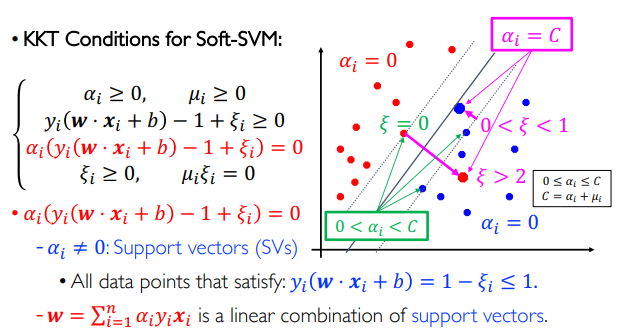 • KKT Conditions for Soft-SVM:
αᵢ ≥ 0, μᵢ ≥ 0
yᵢ(w · xᵢ + b) − 1 + ξᵢ ≥ 0
αᵢ(yᵢ(w · xᵢ + b) − 1 + ξᵢ) = 0
ξᵢ ≥ 0, μᵢξᵢ = 0
• αᵢ(yᵢ(w · xᵢ + b) − 1 + ξᵢ) = 0
- αᵢ ≠ 0: Support vectors (SVs)
• All data points that satisfy: yᵢ(w · xᵢ + b) = 1 − ξᵢ ≤ 1.
- w = ∑ⁿᵢ₌₁ αᵢyᵢxᵢ is a linear combination of support vectors.
αᵢ = C
αᵢ = 0
ξ = 0
0 < ξ < 1
ξ > 2
0 ≤ αᵢ ≤ C
C = αᵢ + μᵢ
0 < αᵢ < C
αᵢ = 0